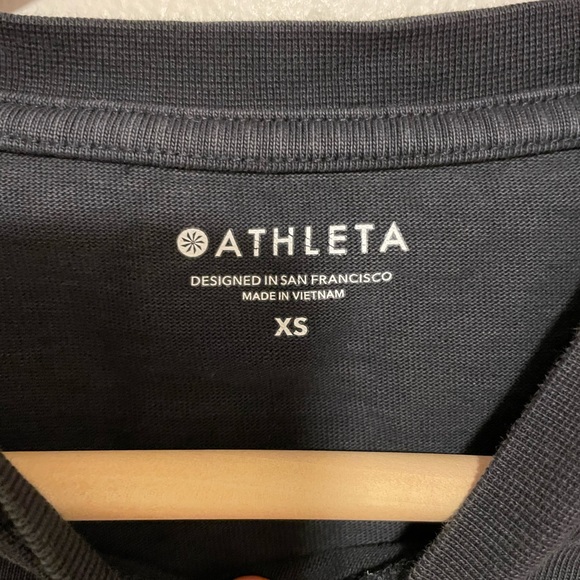 ATHLETA
DESIGNED IN SAN FRANCISCO
MADE IN VIETNAM
XS